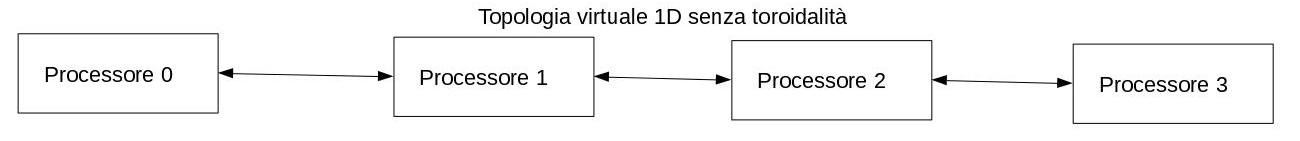 Topologia virtuale 1D senza toroidalità
Processore 0
Processore 1
Processore 2
Processore 3